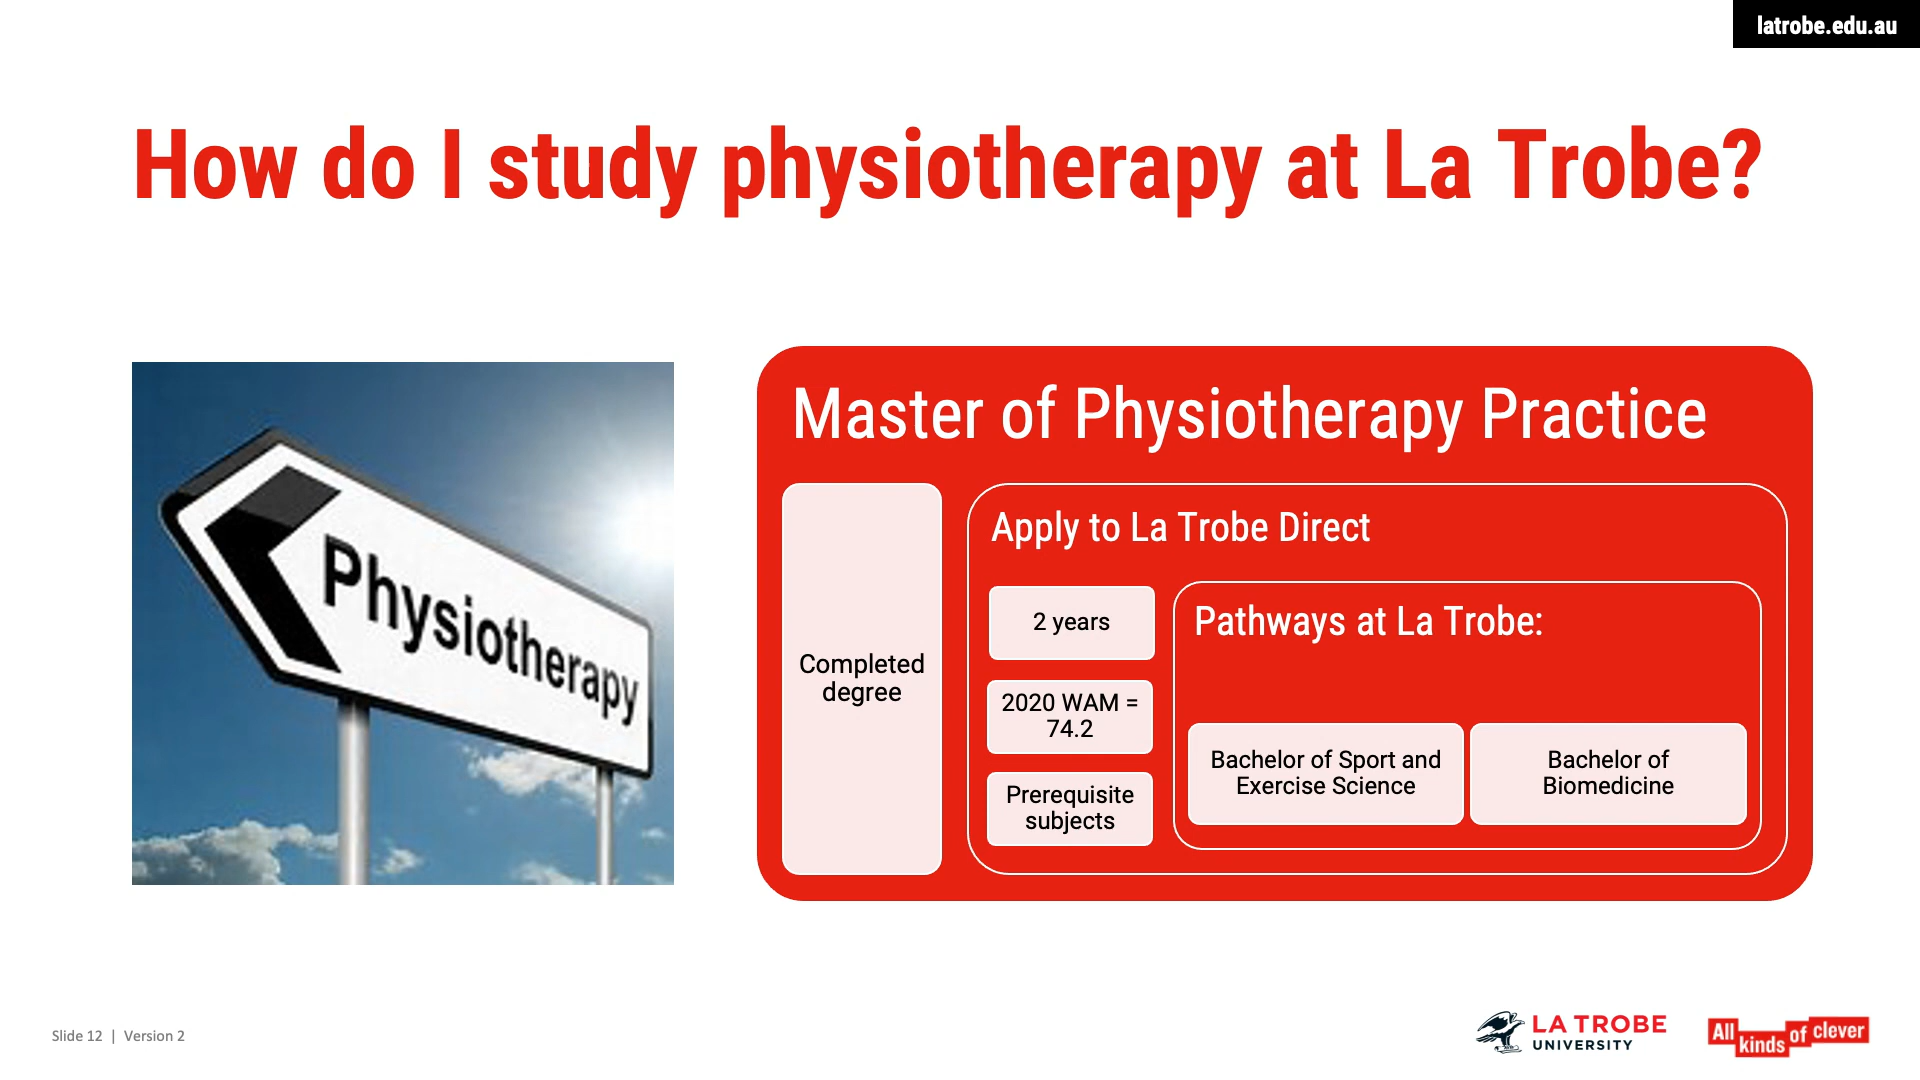 latrobe.edu.au
How do I study physiotherapy at La Trobe?
Physiotherapy
Master of Physiotherapy Practice
Completed
degree
Apply to La Trobe Direct
2 years
2020 WAM =
74.2
Prerequisite
subjects
Pathways at La Trobe:
Bachelor of Sport and
Exercise Science
Bachelor of
Biomedicine
Slide 12 | Version 2
LA TROBE
UNIVERSITY
All kinds of clever